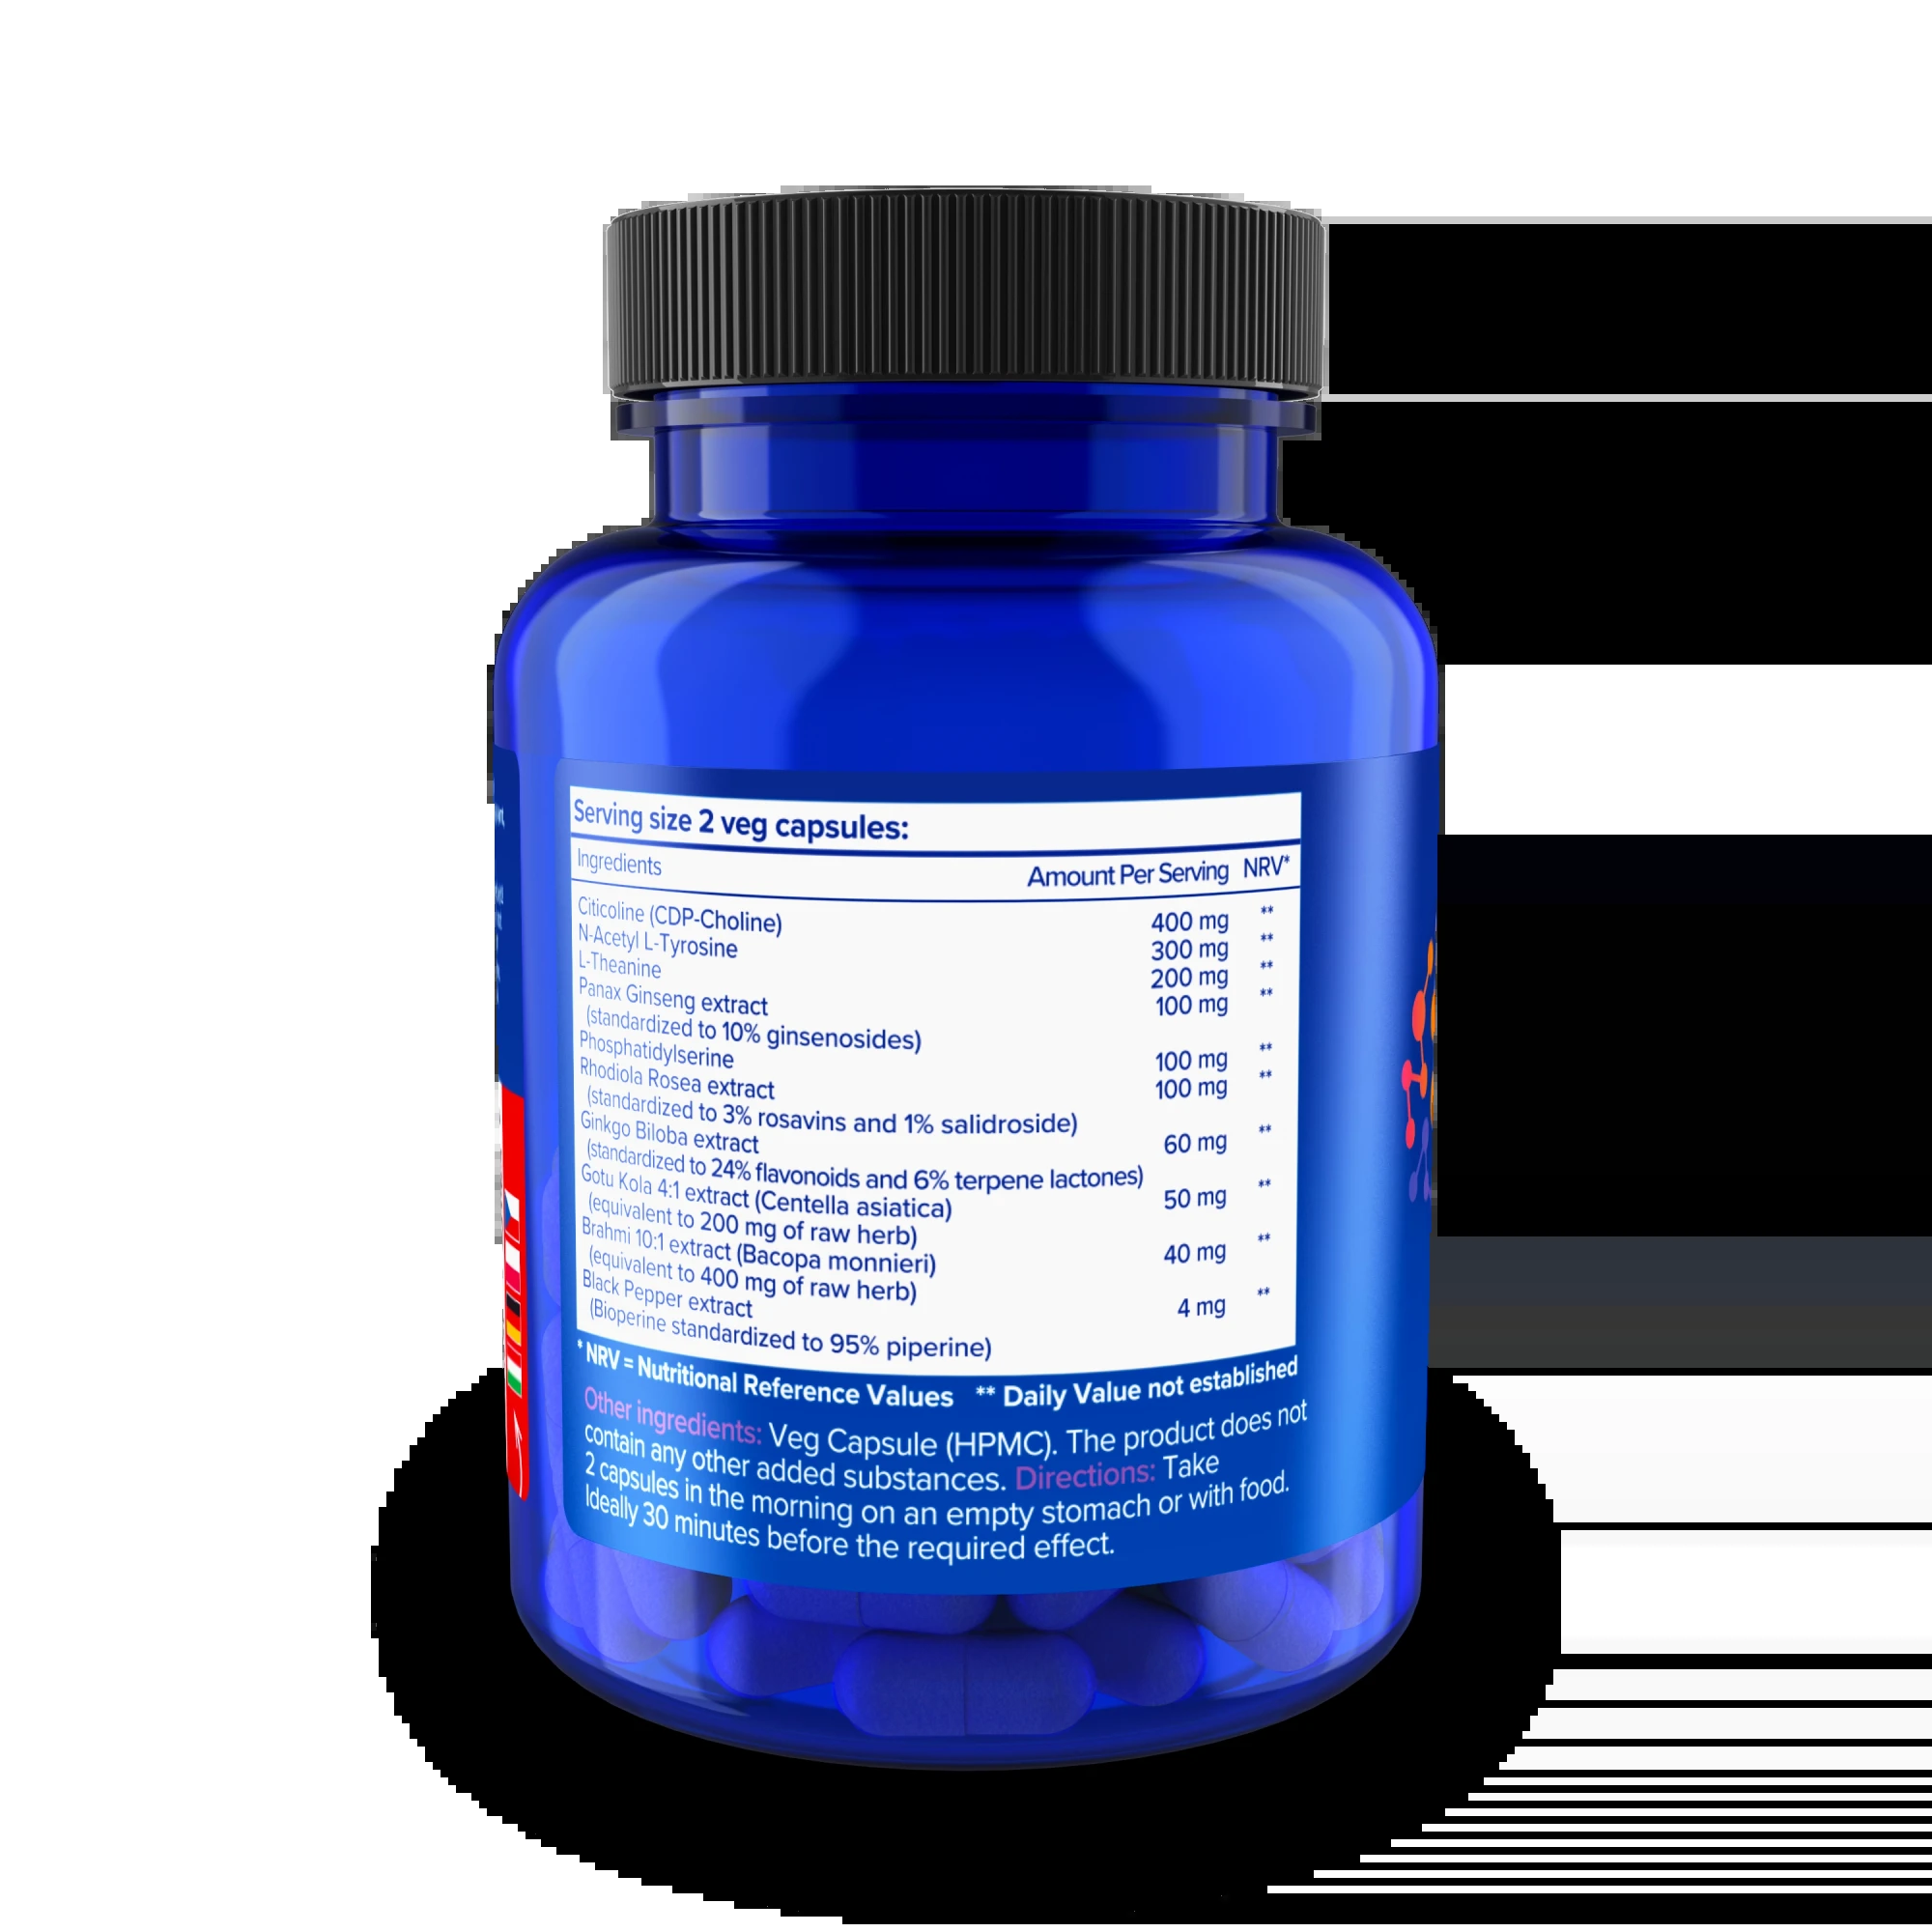 Serving size 2 veg capsules:
Ingredients Amount Per Serving NRV*
Citicoline (CDP-Choline) 400 mg **
N-Acetyl L-Tyrosine 300 mg **
L-Theanine 200 mg **
Panax Ginseng extract 100 mg **
(standardized to 10% ginsenosides)
Phosphatidylserine 100 mg **
Rhodiola Rosea extract 100 mg **
(standardized to 3% rosavins and 1% salidroside)
Ginkgo Biloba extract 60 mg **
(standardized to 24% flavonoids and 6% terpene lactones)
Gotu Kola 4:1 extract (Centella asiatica) 50 mg **
(equivalent to 200 mg of raw herb)
Brahmi 10:1 extract (Bacopa monnieri) 40 mg **
(equivalent to 400 mg of raw herb)
Black Pepper extract 4 mg **
(Bioperine standardized to 95% piperine)
* NRV = Nutritional Reference Values ** Daily Value not established
Other ingredients: Veg Capsule (HPMC). The product does not
contain any other added substances. Directions: Take
2 capsules in the morning on an empty stomach or with food.
Ideally 30 minutes before the required effect.